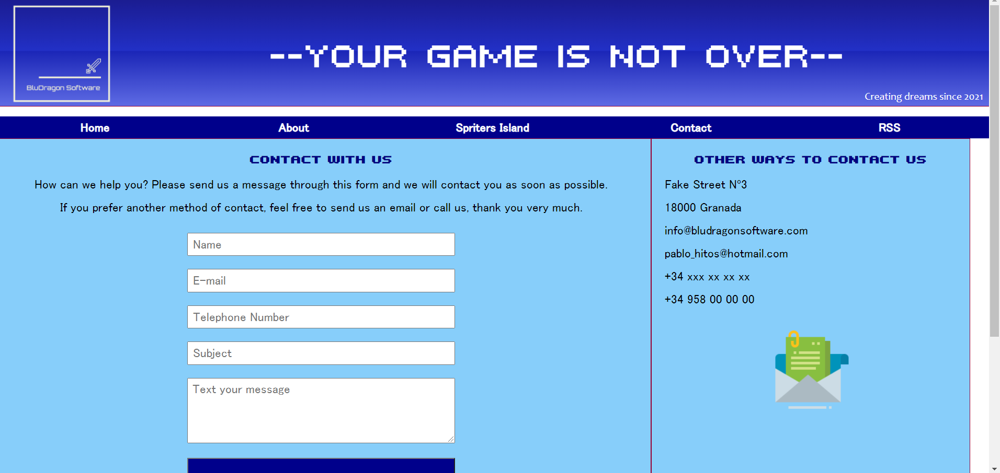 --YOUR GAME IS NOT OVER--
BluDragon Software
Creating dreams since 2021
Home About Spriters Island Contact RSS
CONTACT WITH US
How can we help you? Please send us a message through this form and we will contact you as soon as possible.
If you prefer another method of contact, feel free to send us an email or call us, thank you very much.
Name
E-mail
Telephone Number
Subject
Text your message
OTHER WAYS TO CONTACT US
Fake Street Nº3
18000 Granada
info@bludragonsoftware.com
pablo_hitos@hotmail.com
+34 xxx xx xx xx
+34 958 00 00 00